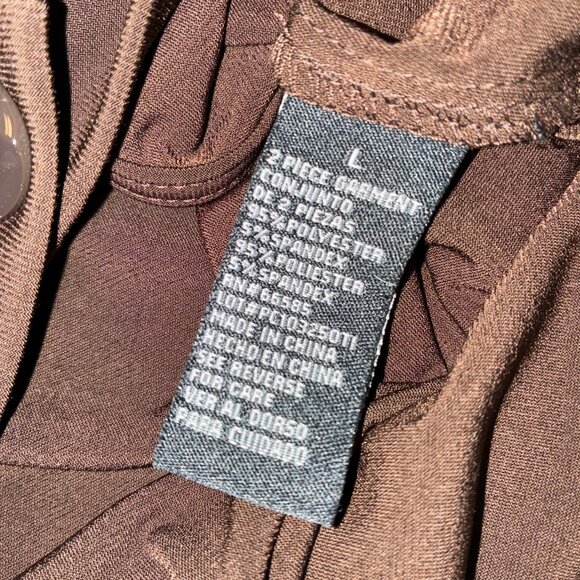 L
2 PIECE GARMENT
CONJUNTO
DE 2 PIEZAS
95% POLYESTER
5% SPANDEX
95% POLIESTER
5% SPANDEX
RN# 66565
LOT# PC10325OT1
MADE IN CHINA
HECHO EN CHINA
SEE REVERSE
FOR CARE
VER AL DORSO
PARA CUIDADO